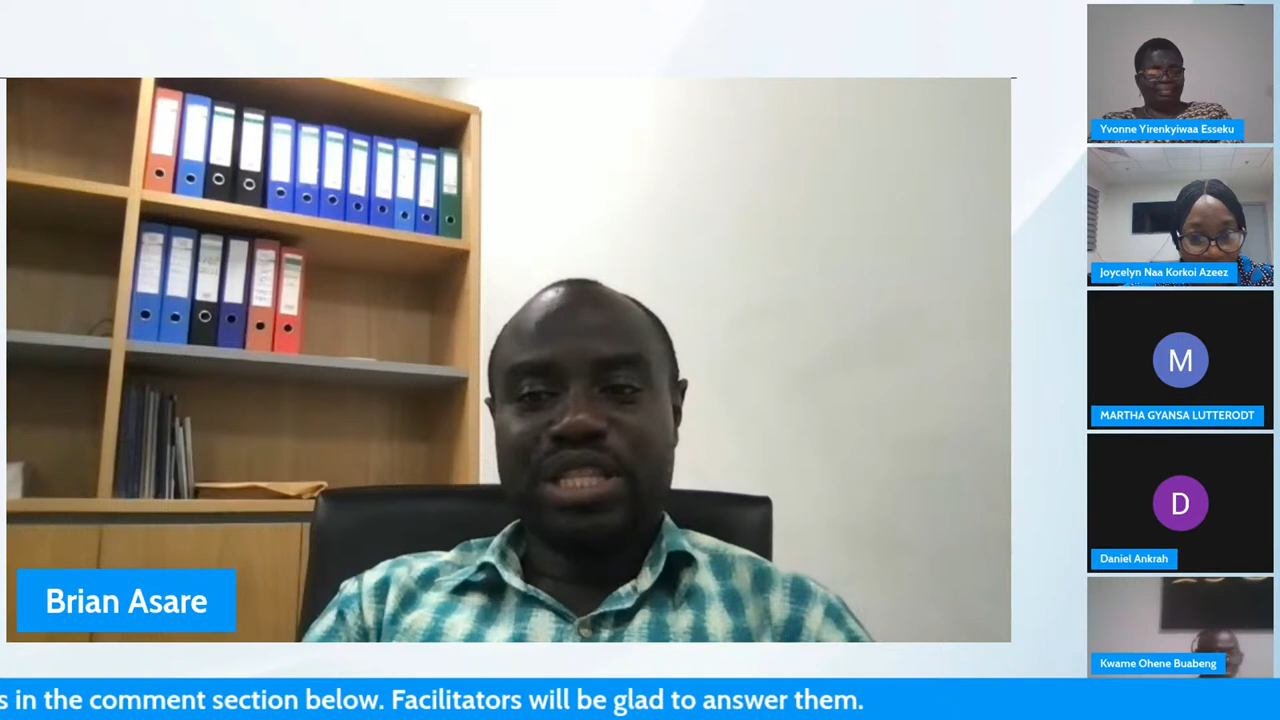 Yvonne Yirenkyiwaa Esseku
Joycelyn Naa Korkoi Azeez
M
MARTHA GYANSA LUTTERODT
D
Daniel Ankrah
Kwame Ohene Buabeng
Brian Asare
s in the comment section below. Facilitators will be glad to answer them.